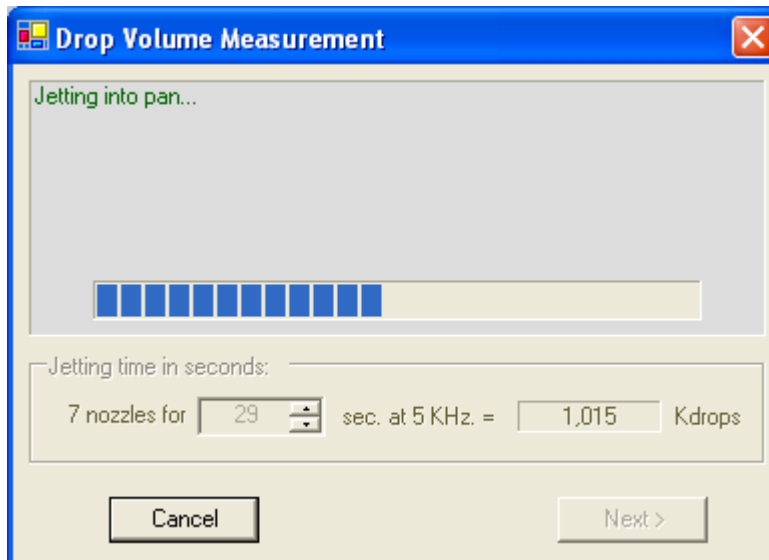 Drop Volume Measurement
Jetting into pan...
Jetting time in seconds:
7 nozzles for 29 sec. at 5 KHz. = 1,015 Kdrops
Cancel Next >